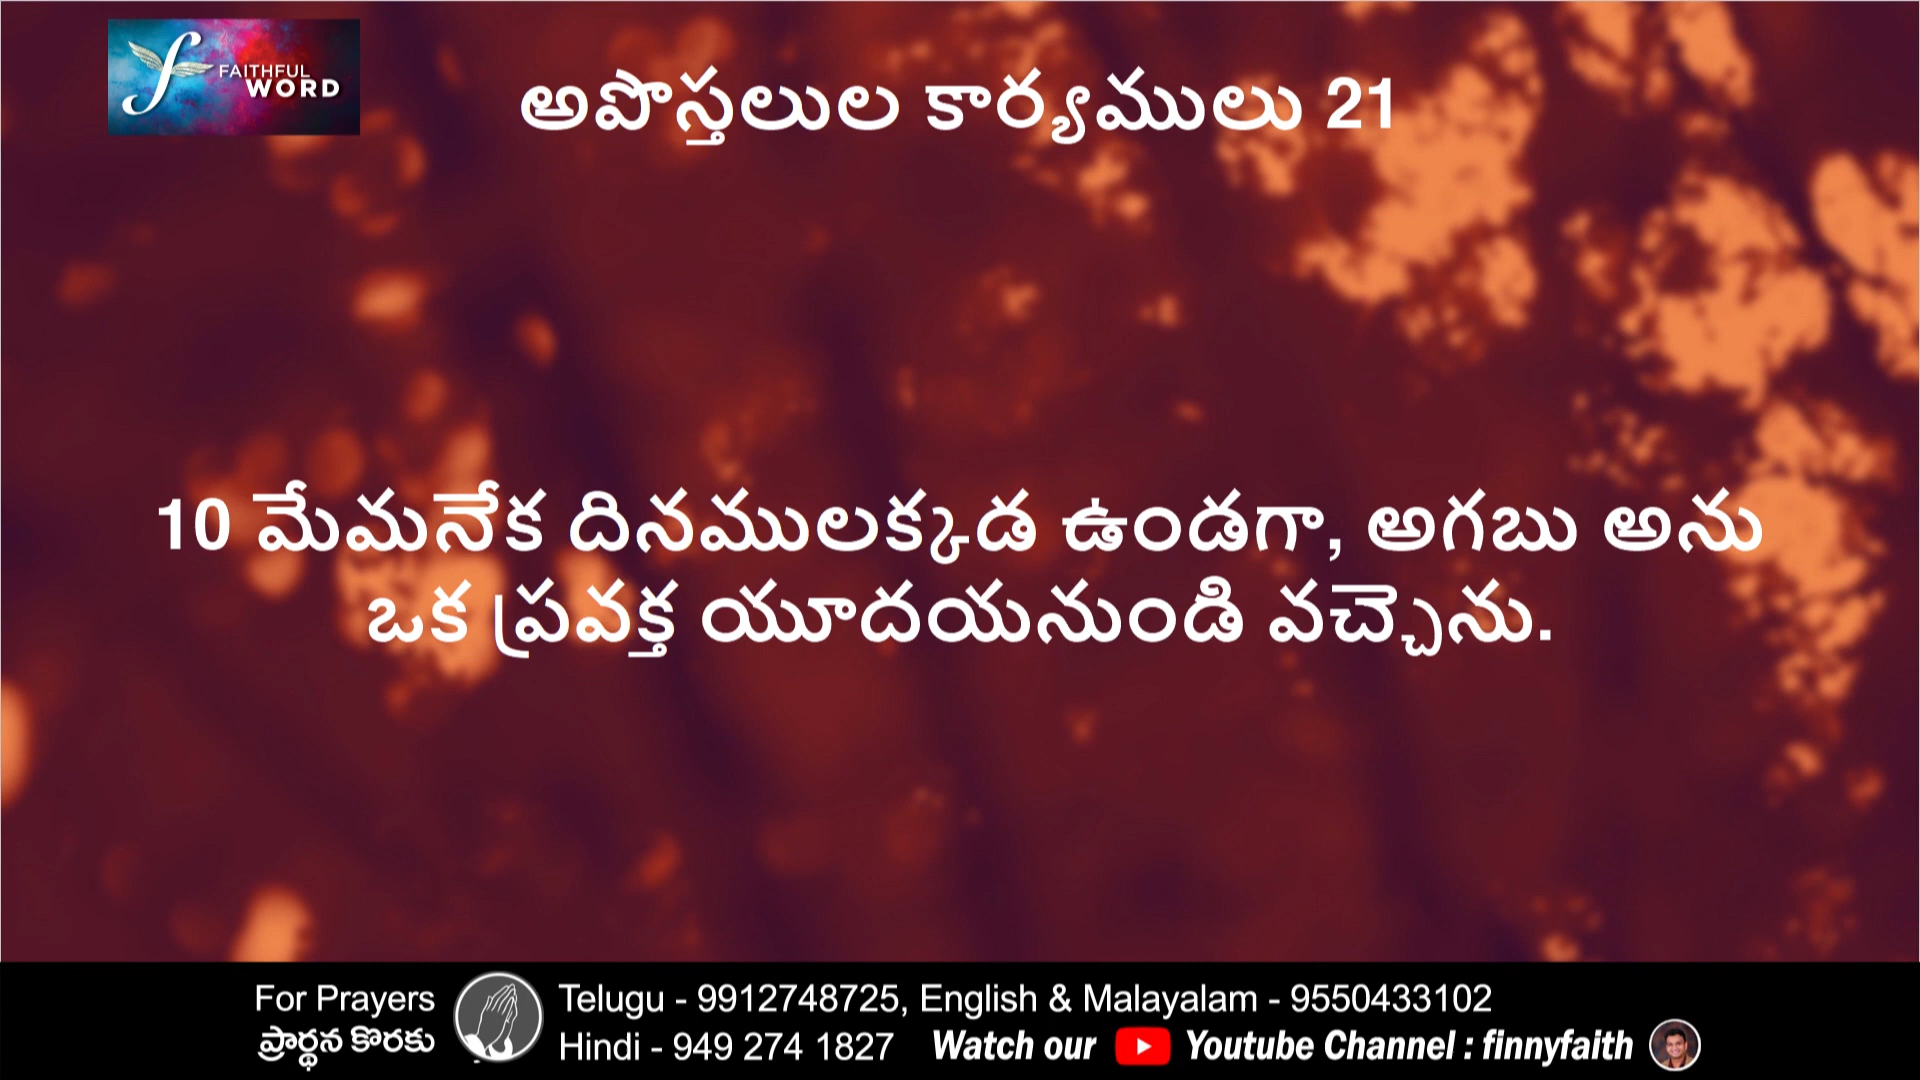 FAITHFUL
WORD
అపొస్తలుల కార్యములు 21
10 మేమనేక దినములక్కడ ఉండగా, అగబు అను
ఒక ప్రవక్త యూదయనుండి వచ్చెను.
For Prayers
ప్రార్థన కొరకు
Telugu - 9912748725, English & Malayalam - 9550433102
Hindi - 949 274 1827 Watch our Youtube Channel : finnyfaith